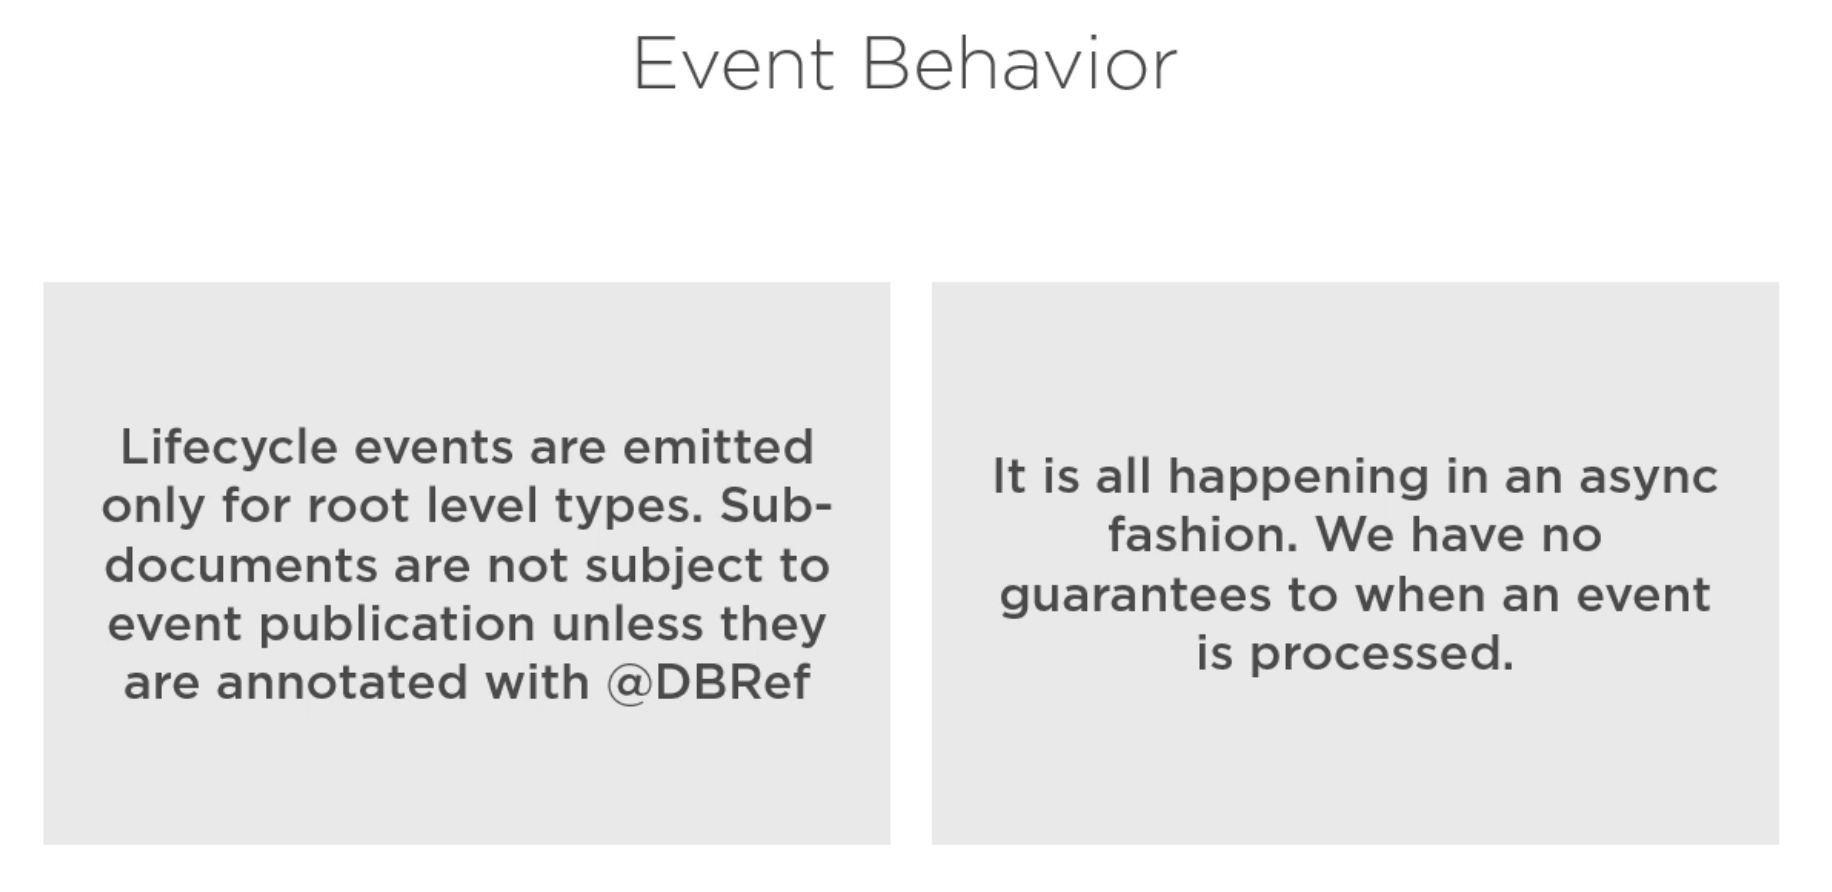 Event Behavior
Lifecycle events are emitted
only for root level types. Sub-
documents are not subject to
event publication unless they
are annotated with @DBRef
It is all happening in an async
fashion. We have no
guarantees to when an event
is processed.